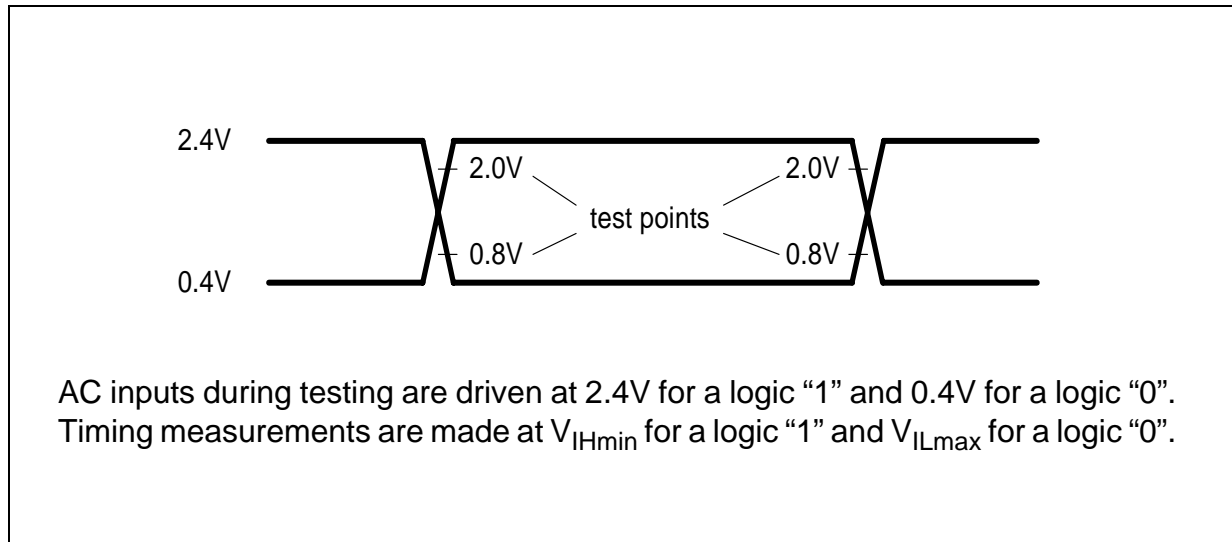 2.4V
2.0V 2.0V
test points
0.8V 0.8V
0.4V
AC inputs during testing are driven at 2.4V for a logic “1” and 0.4V for a logic “0”.
Timing measurements are made at VIHmin for a logic “1” and VILmax for a logic “0”.